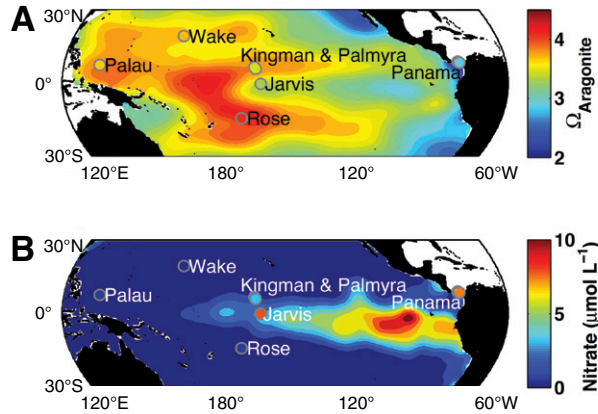 A
30°N
0°
30°S
Wake
Palau
Kingman & Palmyra
Jarvis
Rose
Panama
120°E
180°
120°
60°W
4
3
2
Ω Aragonite
B
30°N
0°
30°S
Wake
Palau
Kingman & Palmyra
Jarvis
Rose
Panama
120°E
180°
120°
60°W
10
5
0
Nitrate (µmol L⁻¹)